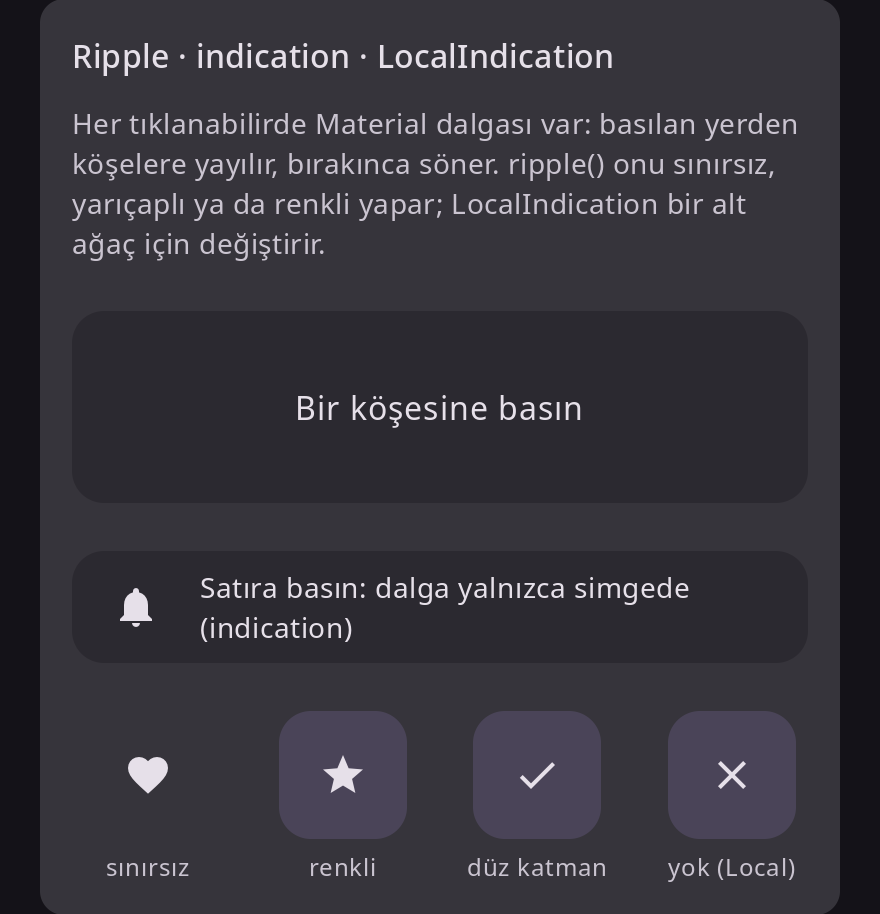 Ripple · indication · LocalIndication
Her tıklanabilirde Material dalgası var: basılan yerden
köşelere yayılır, bırakınca söner. ripple() onu sınırsız,
yarıçaplı ya da renkli yapar; LocalIndication bir alt
ağaç için değiştirir.
Bir köşesine basın
Satıra basın: dalga yalnızca simgede
(indication)
sınırsız
renkli
düz katman
yok (Local)